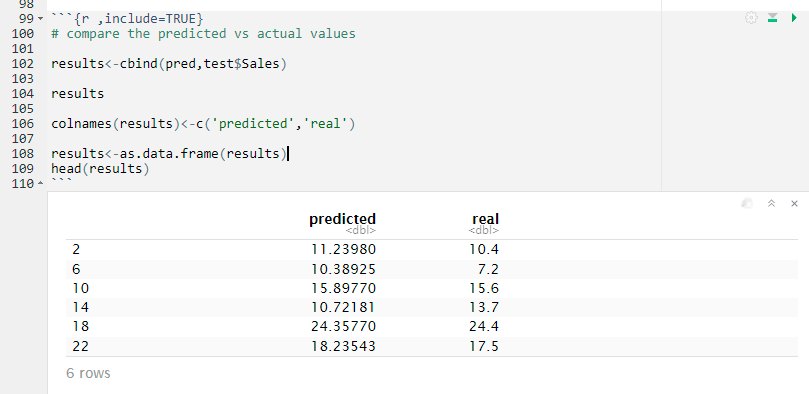 98
99 ```{r ,include=TRUE}
100 # compare the predicted vs actual values
101
102 results<-cbind(pred,test$Sales)
103
104 results
105
106 colnames(results)<-c('predicted','real')
107
108 results<-as.data.frame(results)
109 head(results)
110 ```
predicted real
<dbl> <dbl>
2 11.23980 10.4
6 10.38925 7.2
10 15.89770 15.6
14 10.72181 13.7
18 24.35770 24.4
22 18.23543 17.5
6 rows